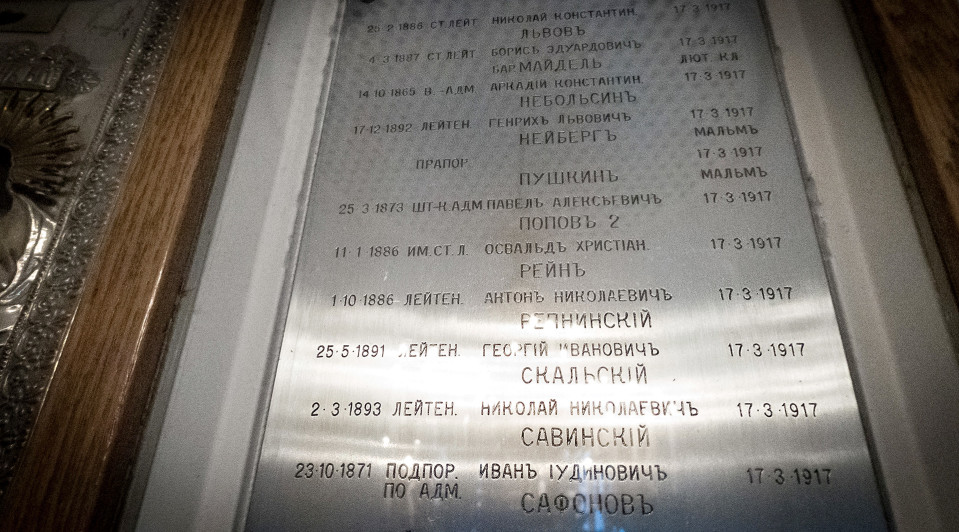 25·2·1886 СТ ЛЕЙТ. НИКОЛАЙ КОНСТАНТИН. 17·3·1917
ЛЬВОВЪ
4·3·1887 СТ ЛЕЙТ. БОРИСЪ ЭДУАРДОВИЧЪ 17·3·1917
БАР МАЙДЕЛЬ ЛЮТ. КЛ.
14·10·1865 В.-АДМ. АРКАДІЙ КОНСТАНТИН. 17·3·1917
НЕБОЛЬСИНЪ
17·12·1892 ЛЕЙТЕН. ГЕНРИХЪ ЛЬВОВИЧЪ 17·3·1917
НЕЙБЕРГЪ МАЛЬМЪ
ПРАПОР. 17·3·1917
ПУШКИНЪ МАЛЬМЪ
25·3·1873 ШТ-К АДМ ПАВЕЛЪ АЛЕКСѢЕВИЧЪ 17·3·1917
ПОПОВЪ 2
11·1·1886 ИМ.СТ.Л. ОСВАЛЬДЪ ХРИСТІАН. 17·3·1917
РЕЙНЪ
1·10·1886 ЛЕЙТЕН. АНТОНЪ НИКОЛАЕВИЧЪ 17·3·1917
РЕПНИНСКІЙ
25·5·1891 ЛЕЙТЕН. ГЕОРГІЙ ИВАНОВИЧЪ 17·3·1917
СКАЛЬСКІЙ
2·3·1893 ЛЕЙТЕН. НИКОЛАЙ НИКОЛАЕВИЧЪ 17·3·1917
САВИНСКІЙ
23·10·1871 ПОДПОР. ИВАНЪ ІУДИНОВИЧЪ 17·3·1917
ПО АДМ. САФОНОВЪ